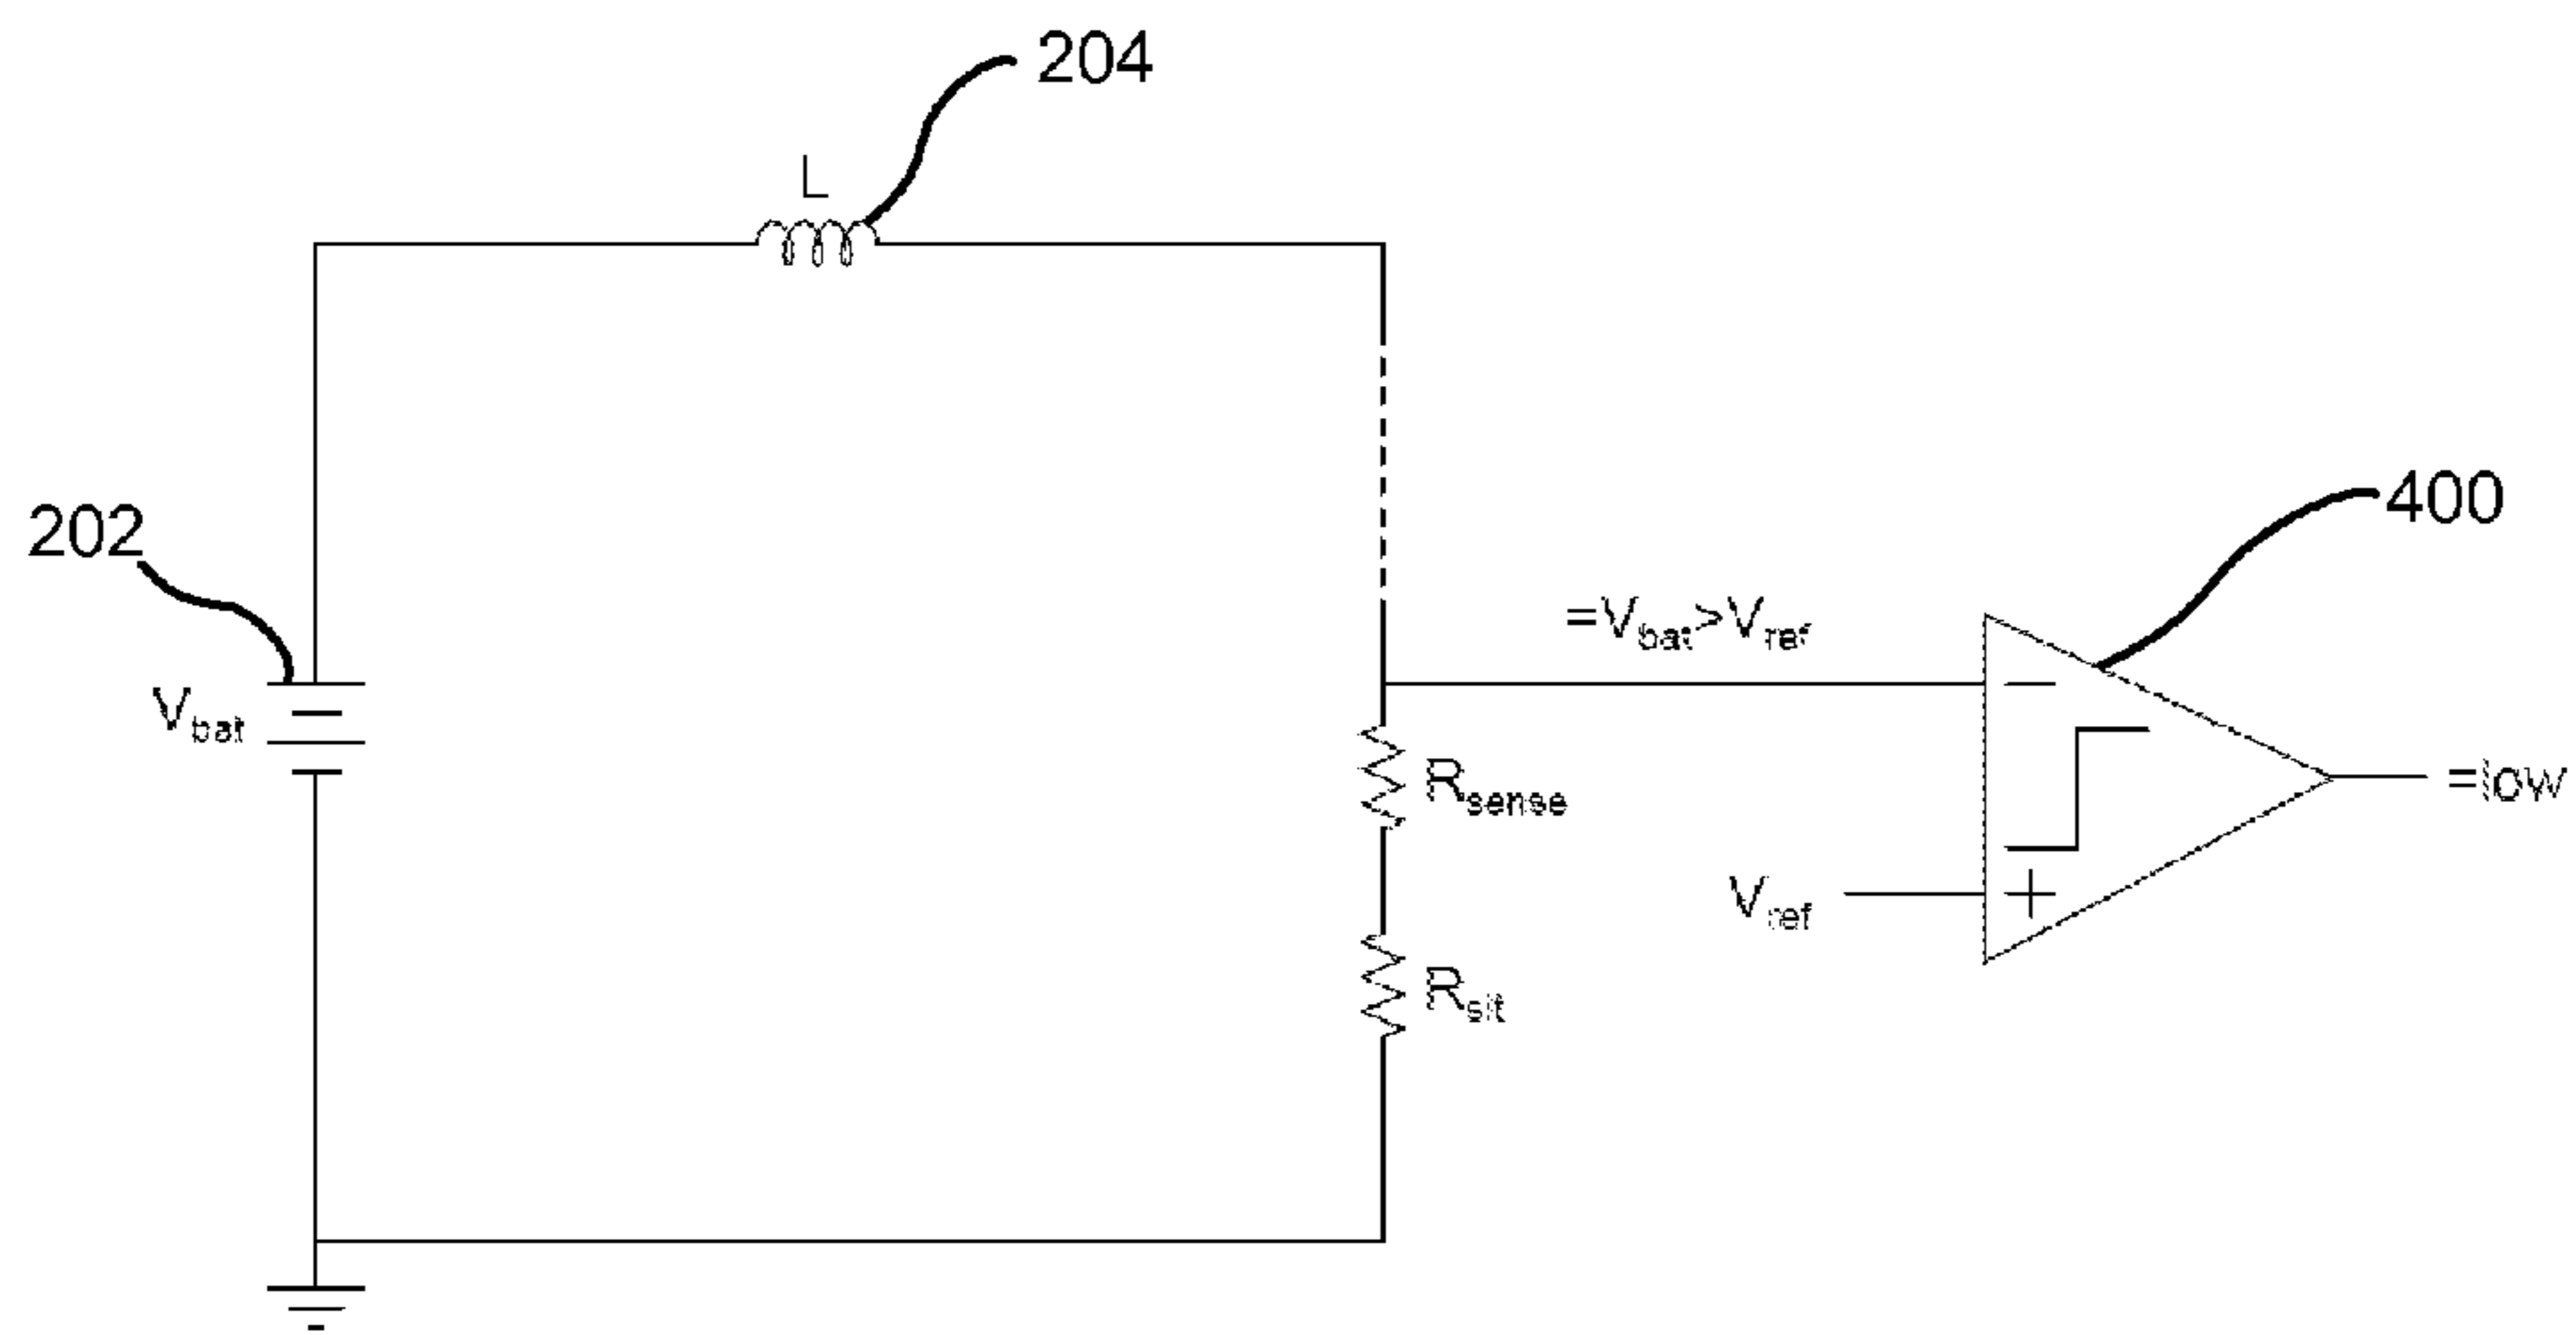 204
L
202
400
=Vbat>Vref
Vbat
Rsense
=low
Vref
Rslt